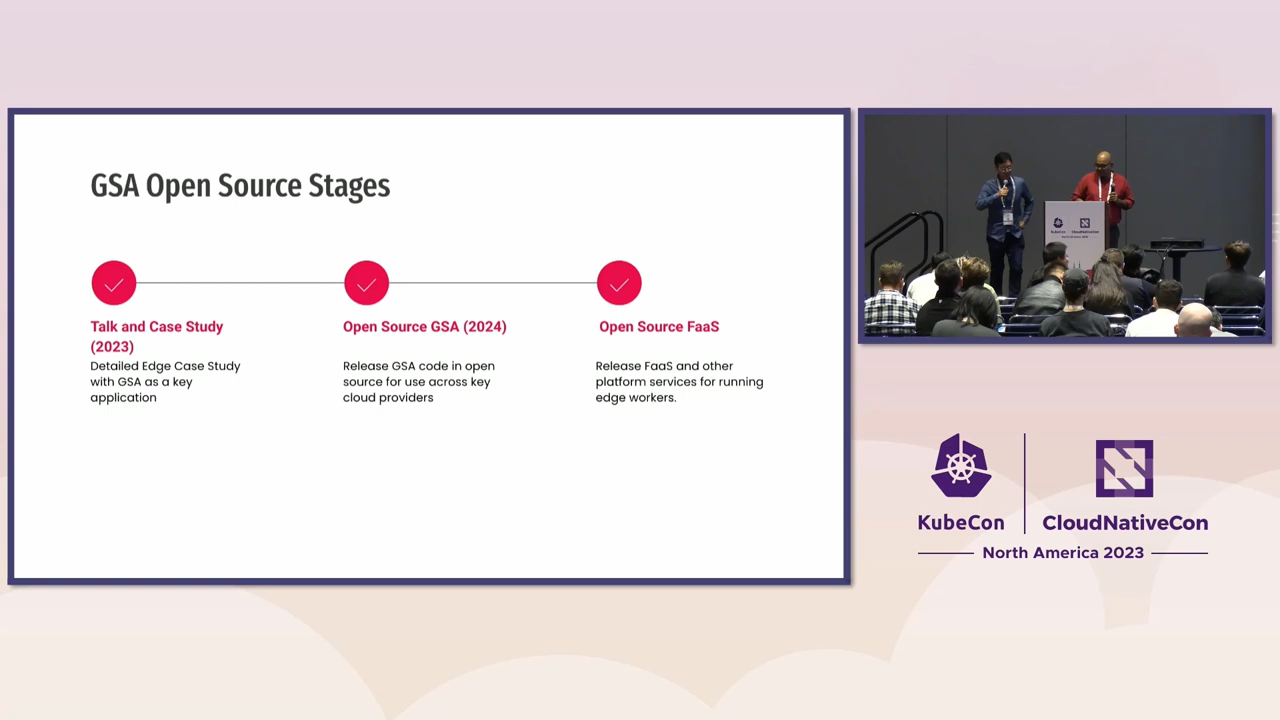 GSA Open Source Stages
Talk and Case Study
(2023)
Detailed Edge Case Study
with GSA as a key
application
Open Source GSA (2024)
Release GSA code in open
source for use across key
cloud providers
Open Source FaaS
Release FaaS and other
platform services for running
edge workers.
KubeCon
CloudNativeCon
North America 2023